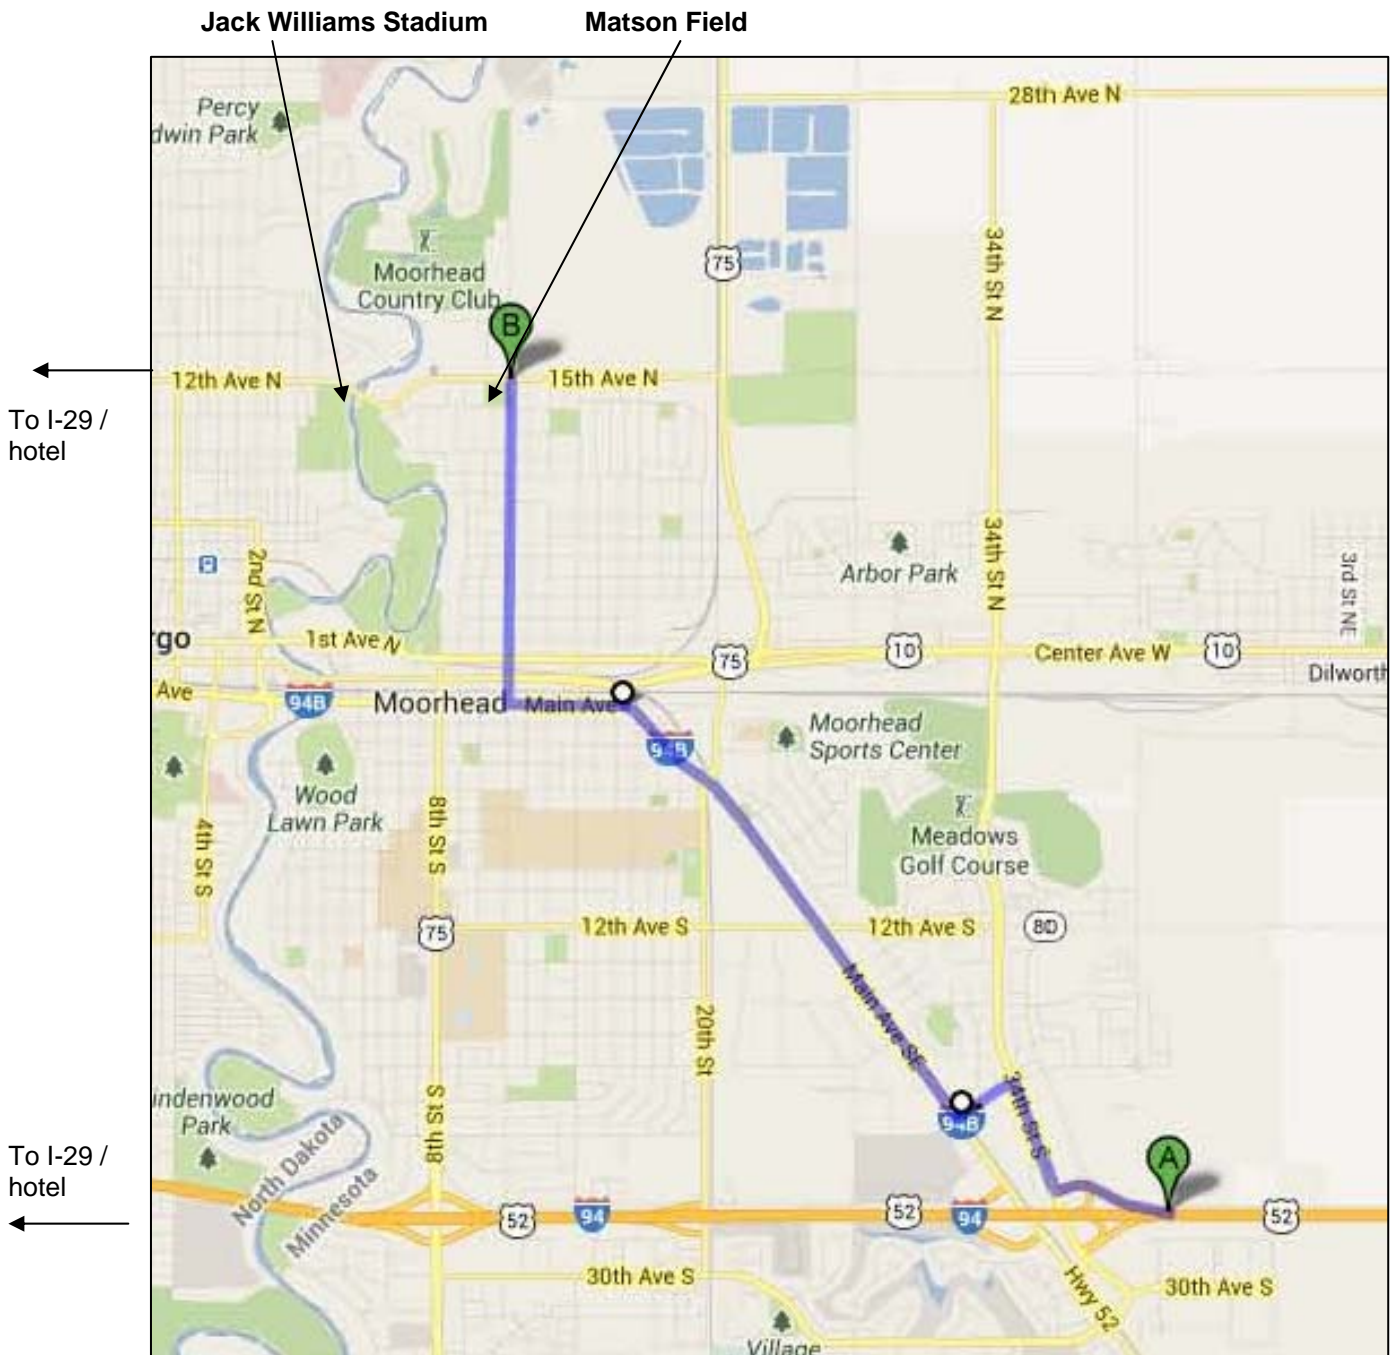 Jack Williams Stadium
Matson Field
Percy
dwin Park
28th Ave N
34th St N
75
Moorhead
Country Club
B
12th Ave N
15th Ave N
To I-29 /
hotel
34th St N
Arbor Park
3rd St NE
2nd St N
rgo
1st Ave N
75
10
Center Ave W
10
Dilworth
Ave
94B
Moorhead
Main Ave
94B
Moorhead
Sports Center
Wood
Lawn Park
4th St S
8th St S
Meadows
Golf Course
75
12th Ave S
12th Ave S
80
Main Ave SE
20th St
indenwood
Park
8th St S
94B
34th St S
North Dakota
Minnesota
To I-29 /
hotel
A
52
94
52
94
52
30th Ave S
Hwy 52
30th Ave S
Village